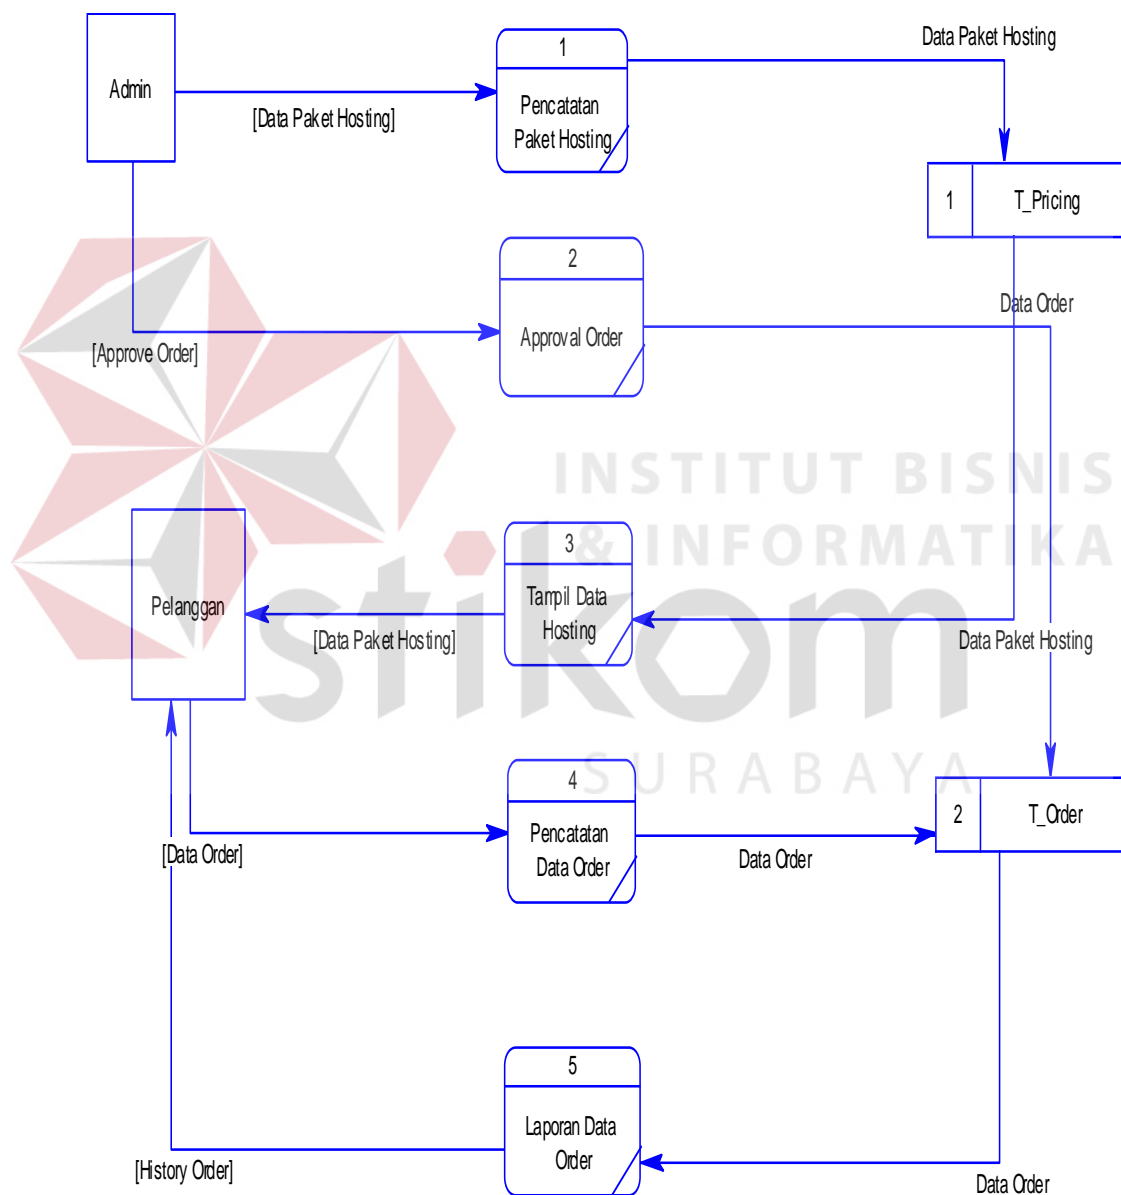 Data Paket Hosting
1
Admin
[Data Paket Hosting]
Pencatatan
Paket Hosting
1
T_Pricing
2
Data Order
Approval Order
[Approve Order]
INSTITUT BISNIS
& INFORMATIKA
3
Tampil Data
Hosting
Pelanggan
[Data Paket Hosting]
Data Paket Hosting
stikom
SURABAYA
4
2
T_Order
Pencatatan
Data Order
[Data Order]
Data Order
5
Laporan Data
Order
[History Order]
Data Order